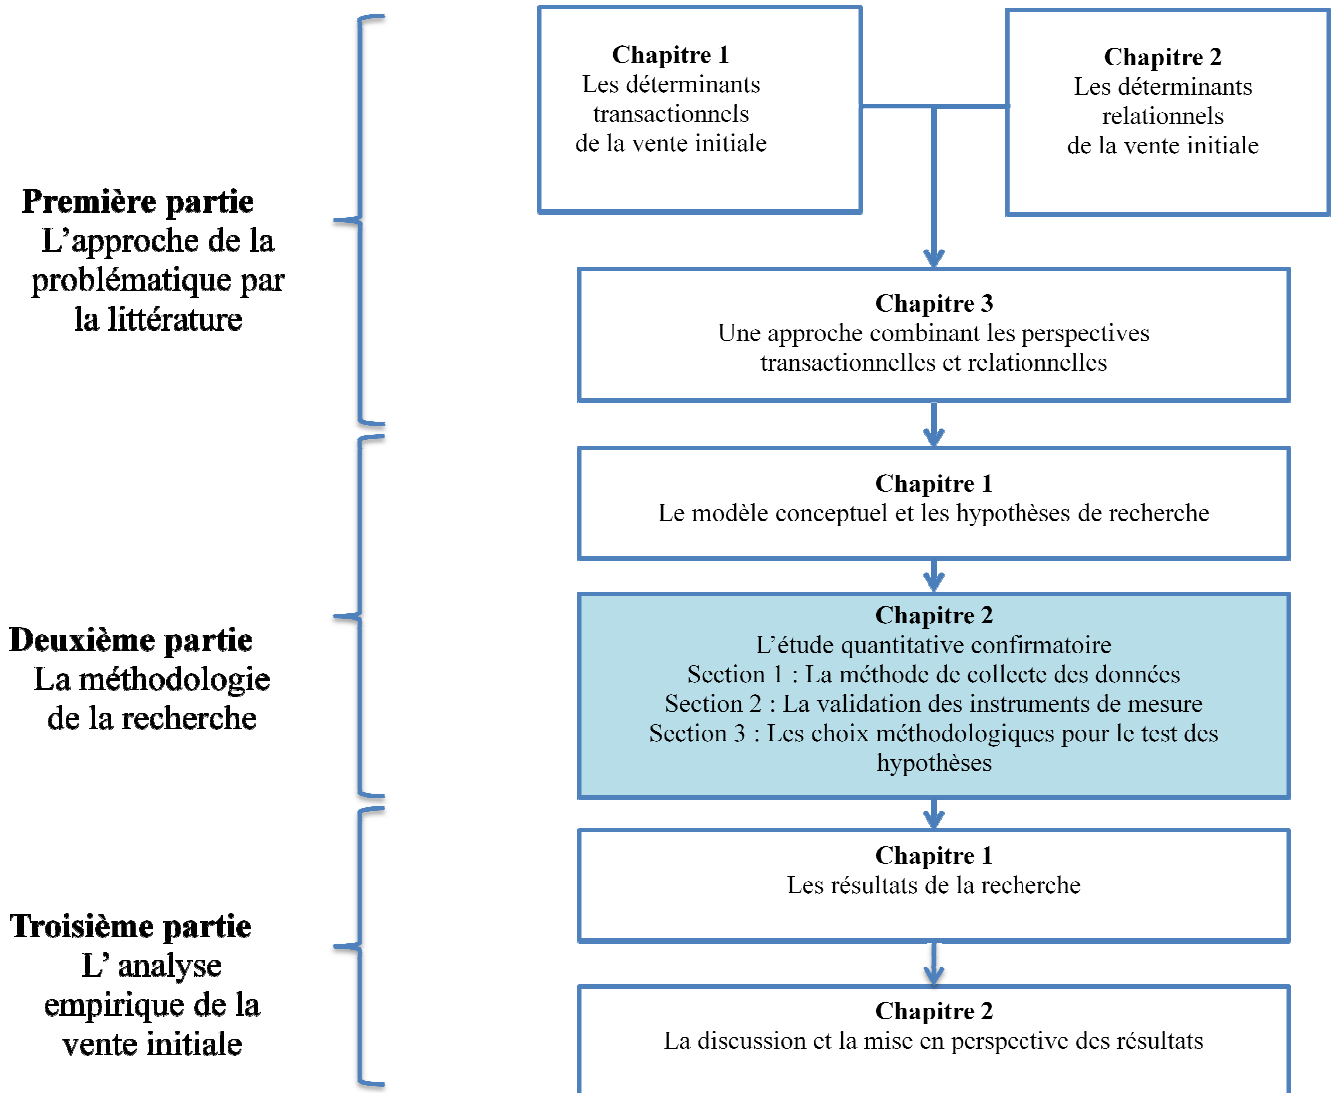 Première partie
L’approche de la
problématique par
la littérature
Chapitre 1
Les déterminants
transactionnels
de la vente initiale
Chapitre 2
Les déterminants
relationnels
de la vente initiale
Chapitre 3
Une approche combinant les perspectives
transactionnelles et relationnelles
Deuxième partie
La méthodologie
de la recherche
Chapitre 1
Le modèle conceptuel et les hypothèses de recherche
Chapitre 2
L’étude quantitative confirmatoire
Section 1 : La méthode de collecte des données
Section 2 : La validation des instruments de mesure
Section 3 : Les choix méthodologiques pour le test des
hypothèses
Troisième partie
L’ analyse
empirique de la
vente initiale
Chapitre 1
Les résultats de la recherche
Chapitre 2
La discussion et la mise en perspective des résultats